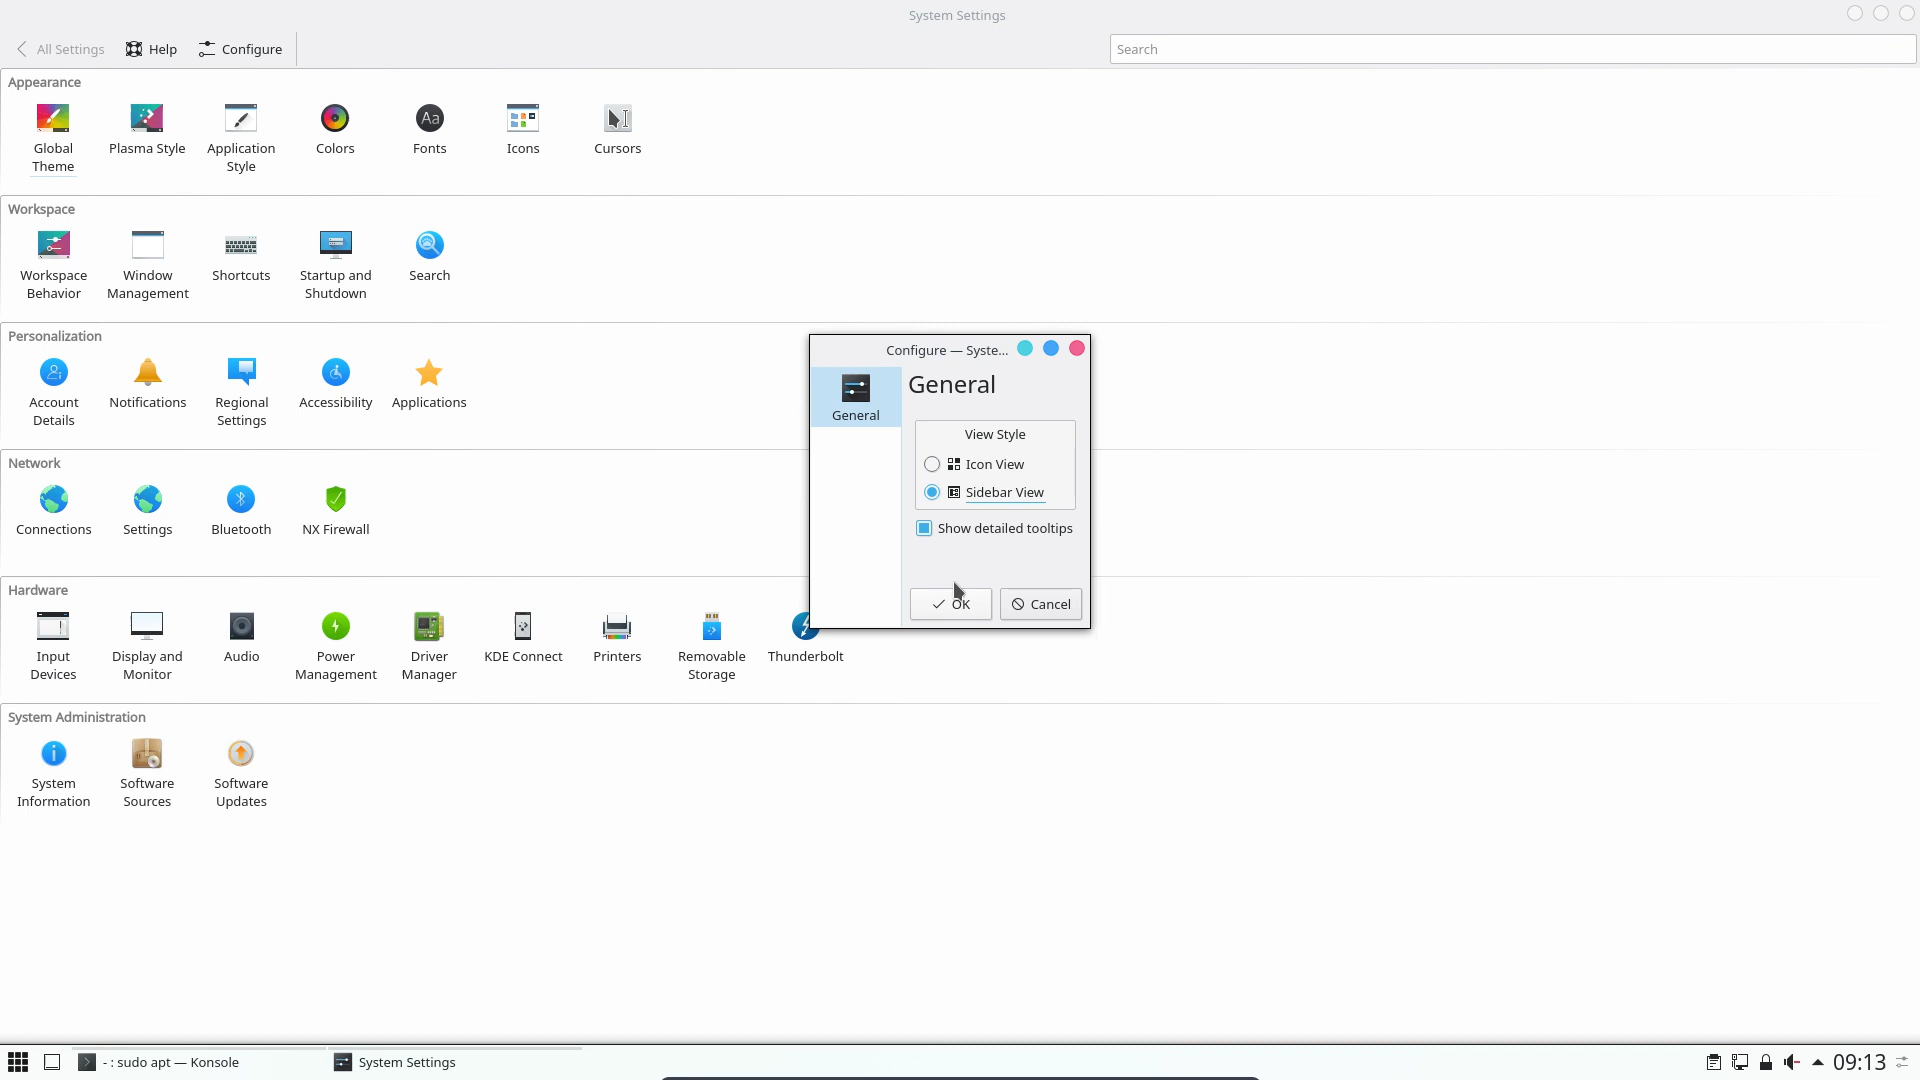 System Settings
All Settings
Help
Configure
Search
Appearance
Global Theme
Plasma Style
Application Style
Colors
Fonts
Icons
Cursors
Workspace
Workspace Behavior
Window Management
Shortcuts
Startup and Shutdown
Search
Personalization
Account Details
Notifications
Regional Settings
Accessibility
Applications
Network
Connections
Settings
Bluetooth
NX Firewall
Hardware
Input Devices
Display and Monitor
Audio
Power Management
Driver Manager
KDE Connect
Printers
Removable Storage
Thunderbolt
System Administration
System Information
Software Sources
Software Updates
Configure — Syste...
General
General
View Style
Icon View
Sidebar View
Show detailed tooltips
OK
Cancel
- : sudo apt — Konsole
System Settings
09:13